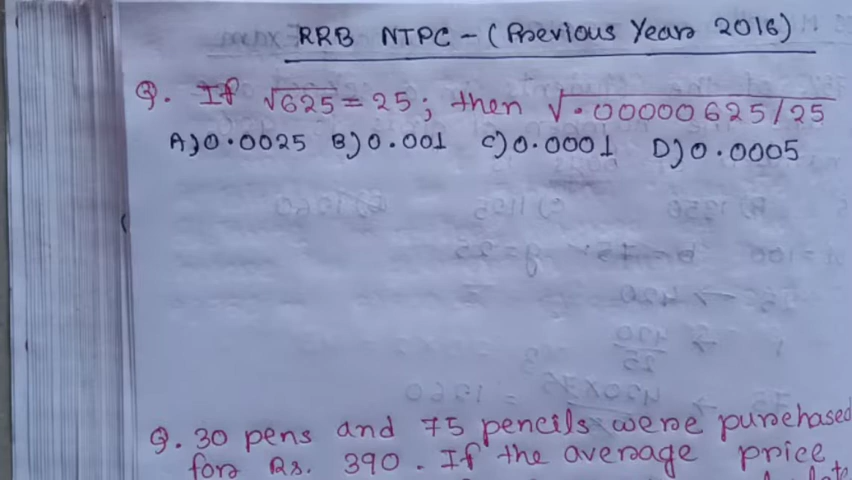 RRB NTPC - (Previous Year 2016)
Q. If √625 = 25; then √.00000625/25
A) 0.0025 B) 0.001 C) 0.0001 D) 0.0005
Q. 30 pens and 75 pencils were purchased
for Rs. 390. If the average price